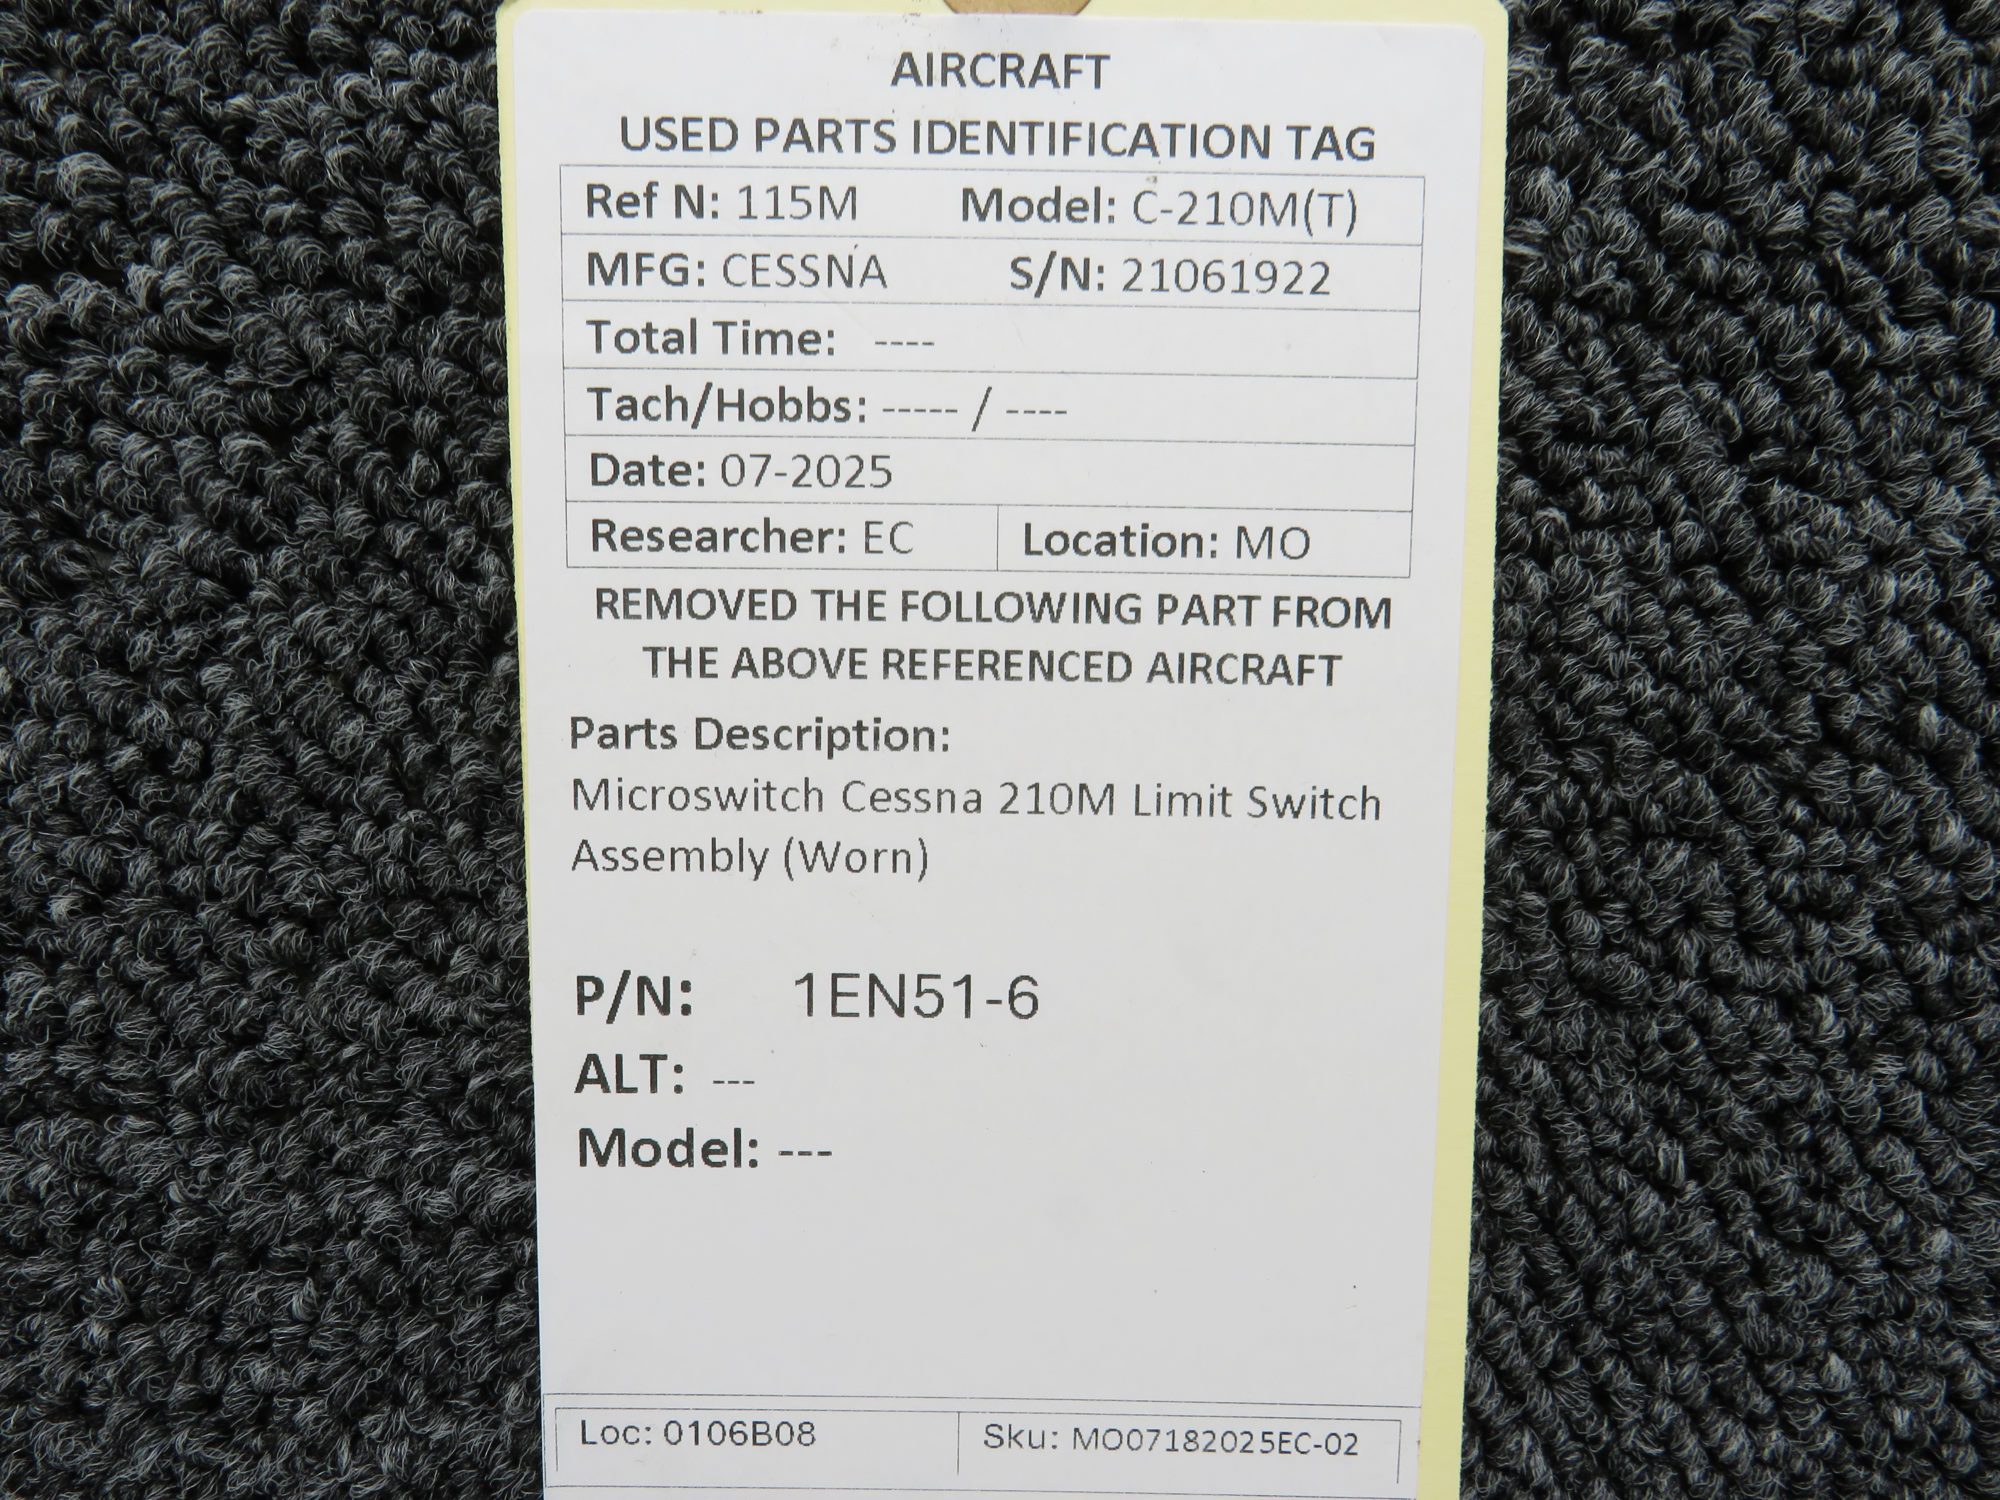 AIRCRAFT
USED PARTS IDENTIFICATION TAG
Ref N: 115M Model: C-210M(T)
MFG: CESSNA S/N: 21061922
Total Time: ----
Tach/Hobbs: ----- / ----
Date: 07-2025
Researcher: EC Location: MO
REMOVED THE FOLLOWING PART FROM
THE ABOVE REFERENCED AIRCRAFT
Parts Description:
Microswitch Cessna 210M Limit Switch
Assembly (Worn)
P/N: 1EN51-6
ALT: ---
Model: ---
Loc: 0106B08 Sku: MO07182025EC-02